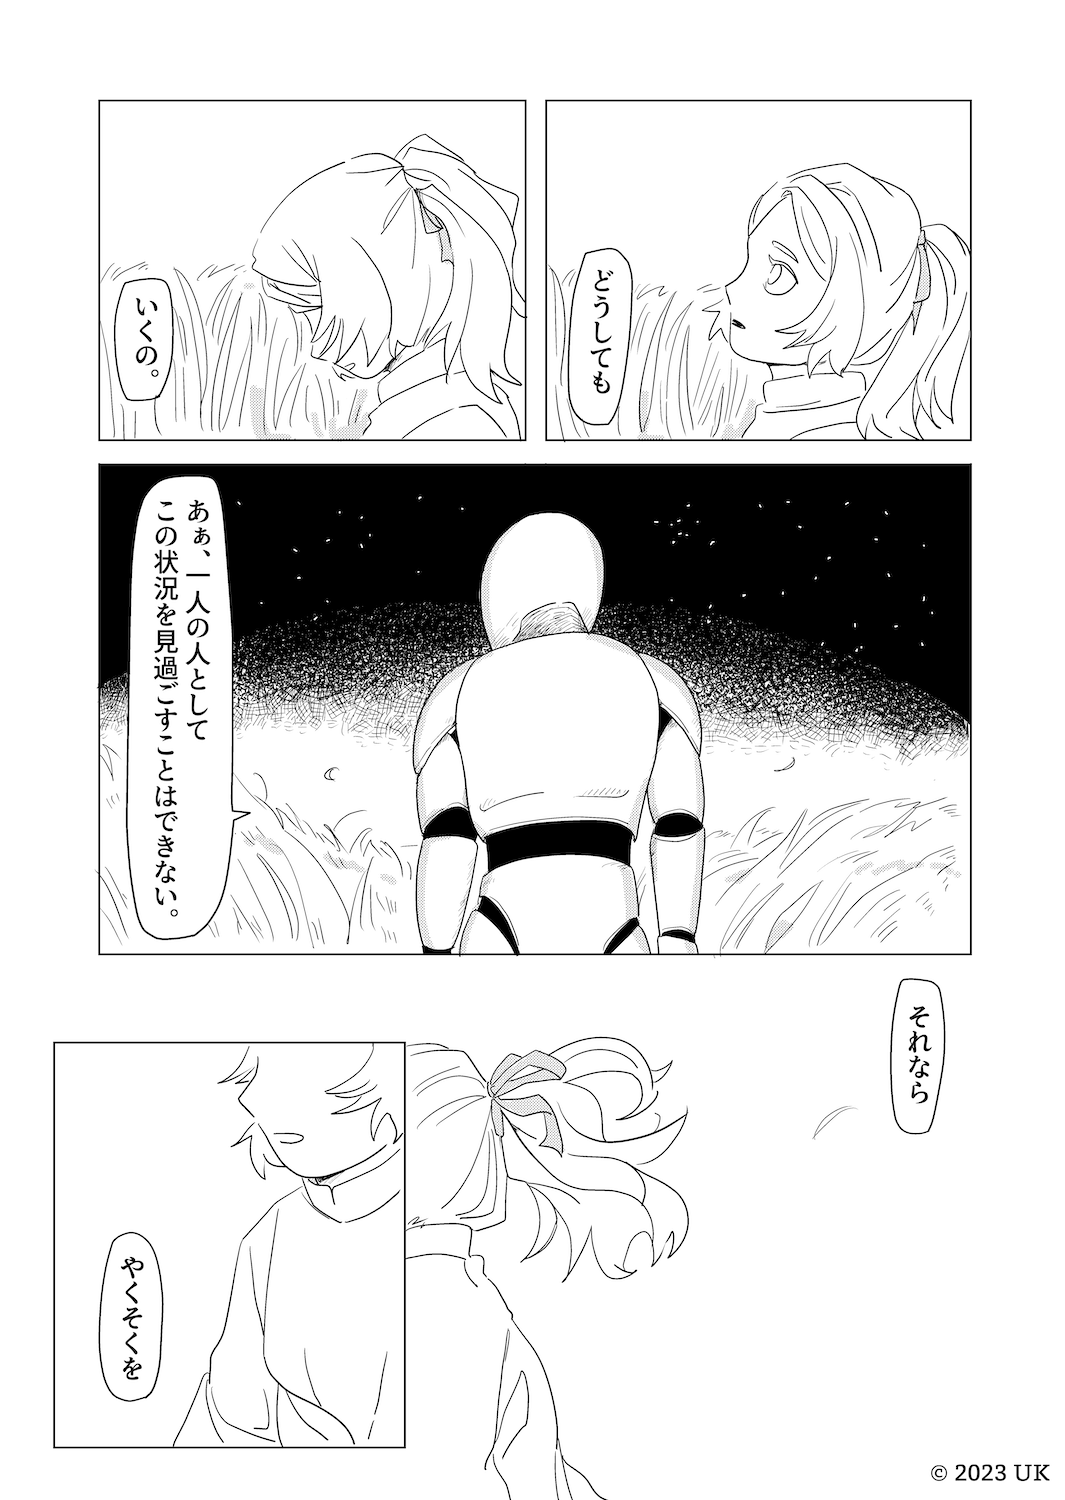 どうしても
いくの。
あぁ、一人の人として
この状況を見過ごすことはできない。
それなら
やくそくを
© 2023 UK